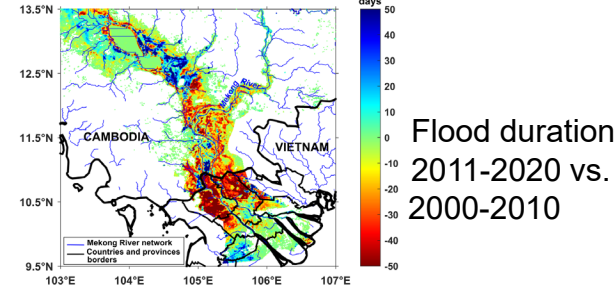 days
13.5°N
12.5°N
11.5°N
10.5°N
9.5°N
103°E
104°E
105°E
106°E
107°E
Mekong River
CAMBODIA
VIETNAM
Mekong River network
Countries and provinces
borders
50
40
30
20
10
0
-10
-20
-30
-40
-50
Flood duration
2011-2020 vs.
2000-2010